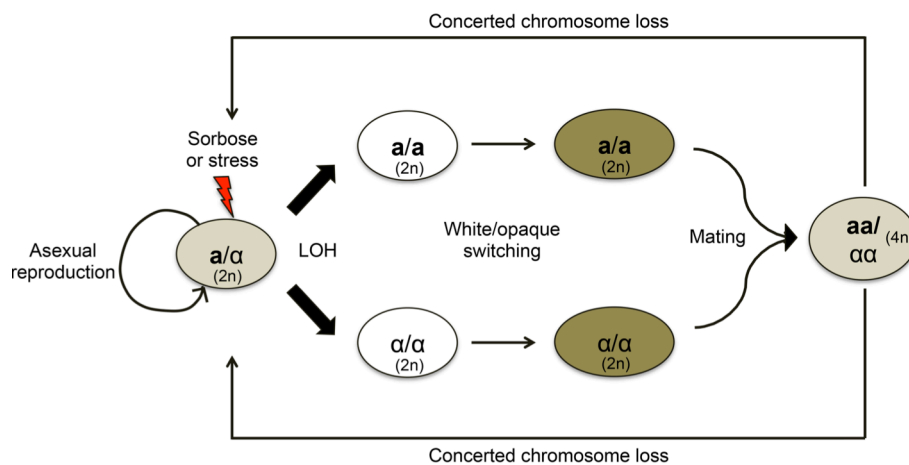 Concerted chromosome loss
Sorbose
or stress
a/a
(2n)
a/a
(2n)
Asexual
reproduction
a/α
(2n)
LOH
White/opaque
switching
Mating
aa/
αα
(4n
α/α
(2n)
α/α
(2n)
Concerted chromosome loss